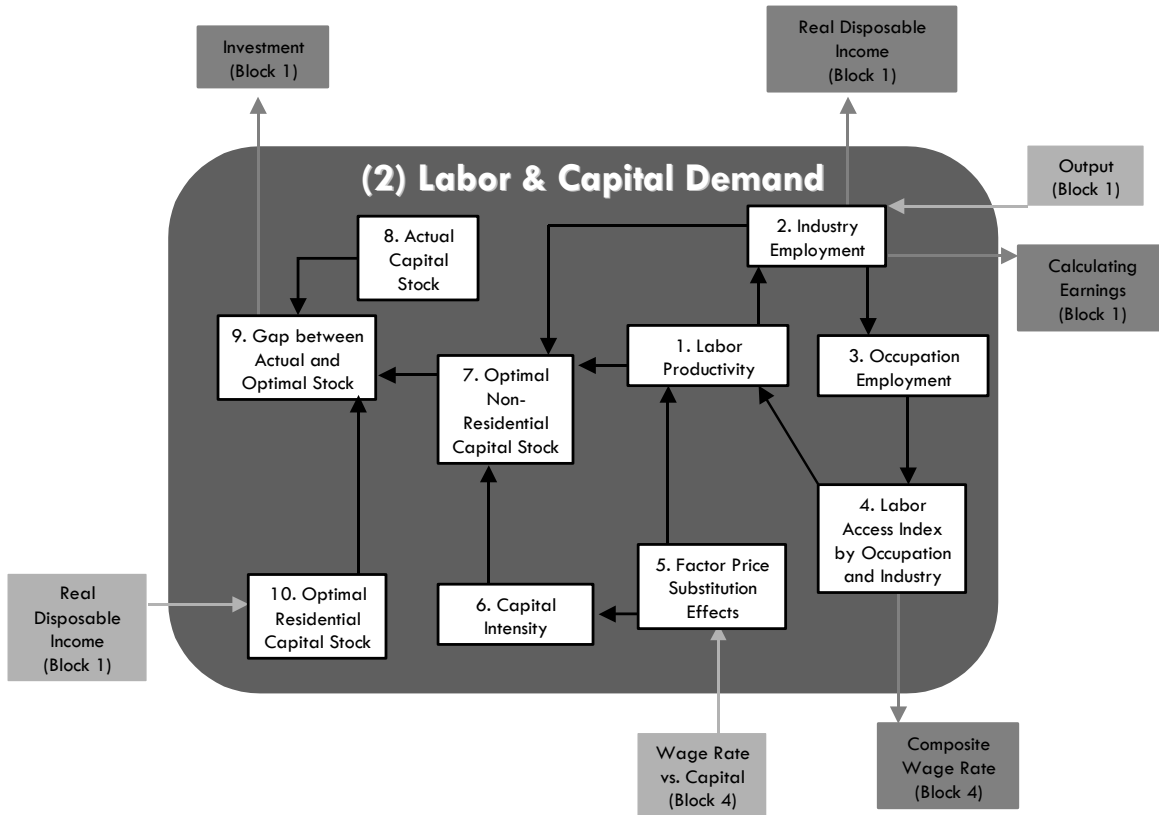 Investment
(Block 1)
Real Disposable
Income
(Block 1)
(2) Labor & Capital Demand
Output
(Block 1)
8. Actual
Capital
Stock
2. Industry
Employment
Calculating
Earnings
(Block 1)
9. Gap between
Actual and
Optimal Stock
7. Optimal
Non-
Residential
Capital Stock
1. Labor
Productivity
3. Occupation
Employment
4. Labor
Access Index
by Occupation
and Industry
Real
Disposable
Income
(Block 1)
10. Optimal
Residential
Capital Stock
6. Capital
Intensity
5. Factor Price
Substitution
Effects
Wage Rate
vs. Capital
(Block 4)
Composite
Wage Rate
(Block 4)